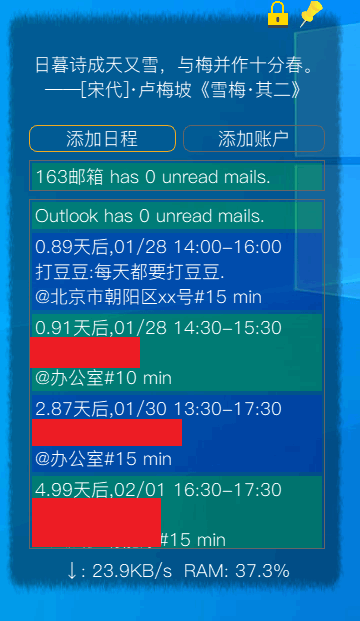 日暮诗成天又雪，与梅并作十分春。
——[宋代]·卢梅坡《雪梅·其二》
添加日程 添加账户
163邮箱 has 0 unread mails.
Outlook has 0 unread mails.
0.89天后,01/28 14:00-16:00
打豆豆:每天都要打豆豆.
@北京市朝阳区xx号#15 min
0.91天后,01/28 14:30-15:30
@办公室#10 min
2.87天后,01/30 13:30-17:30
@办公室#15 min
4.99天后,02/01 16:30-17:30
#15 min
↓: 23.9KB/s RAM: 37.3%